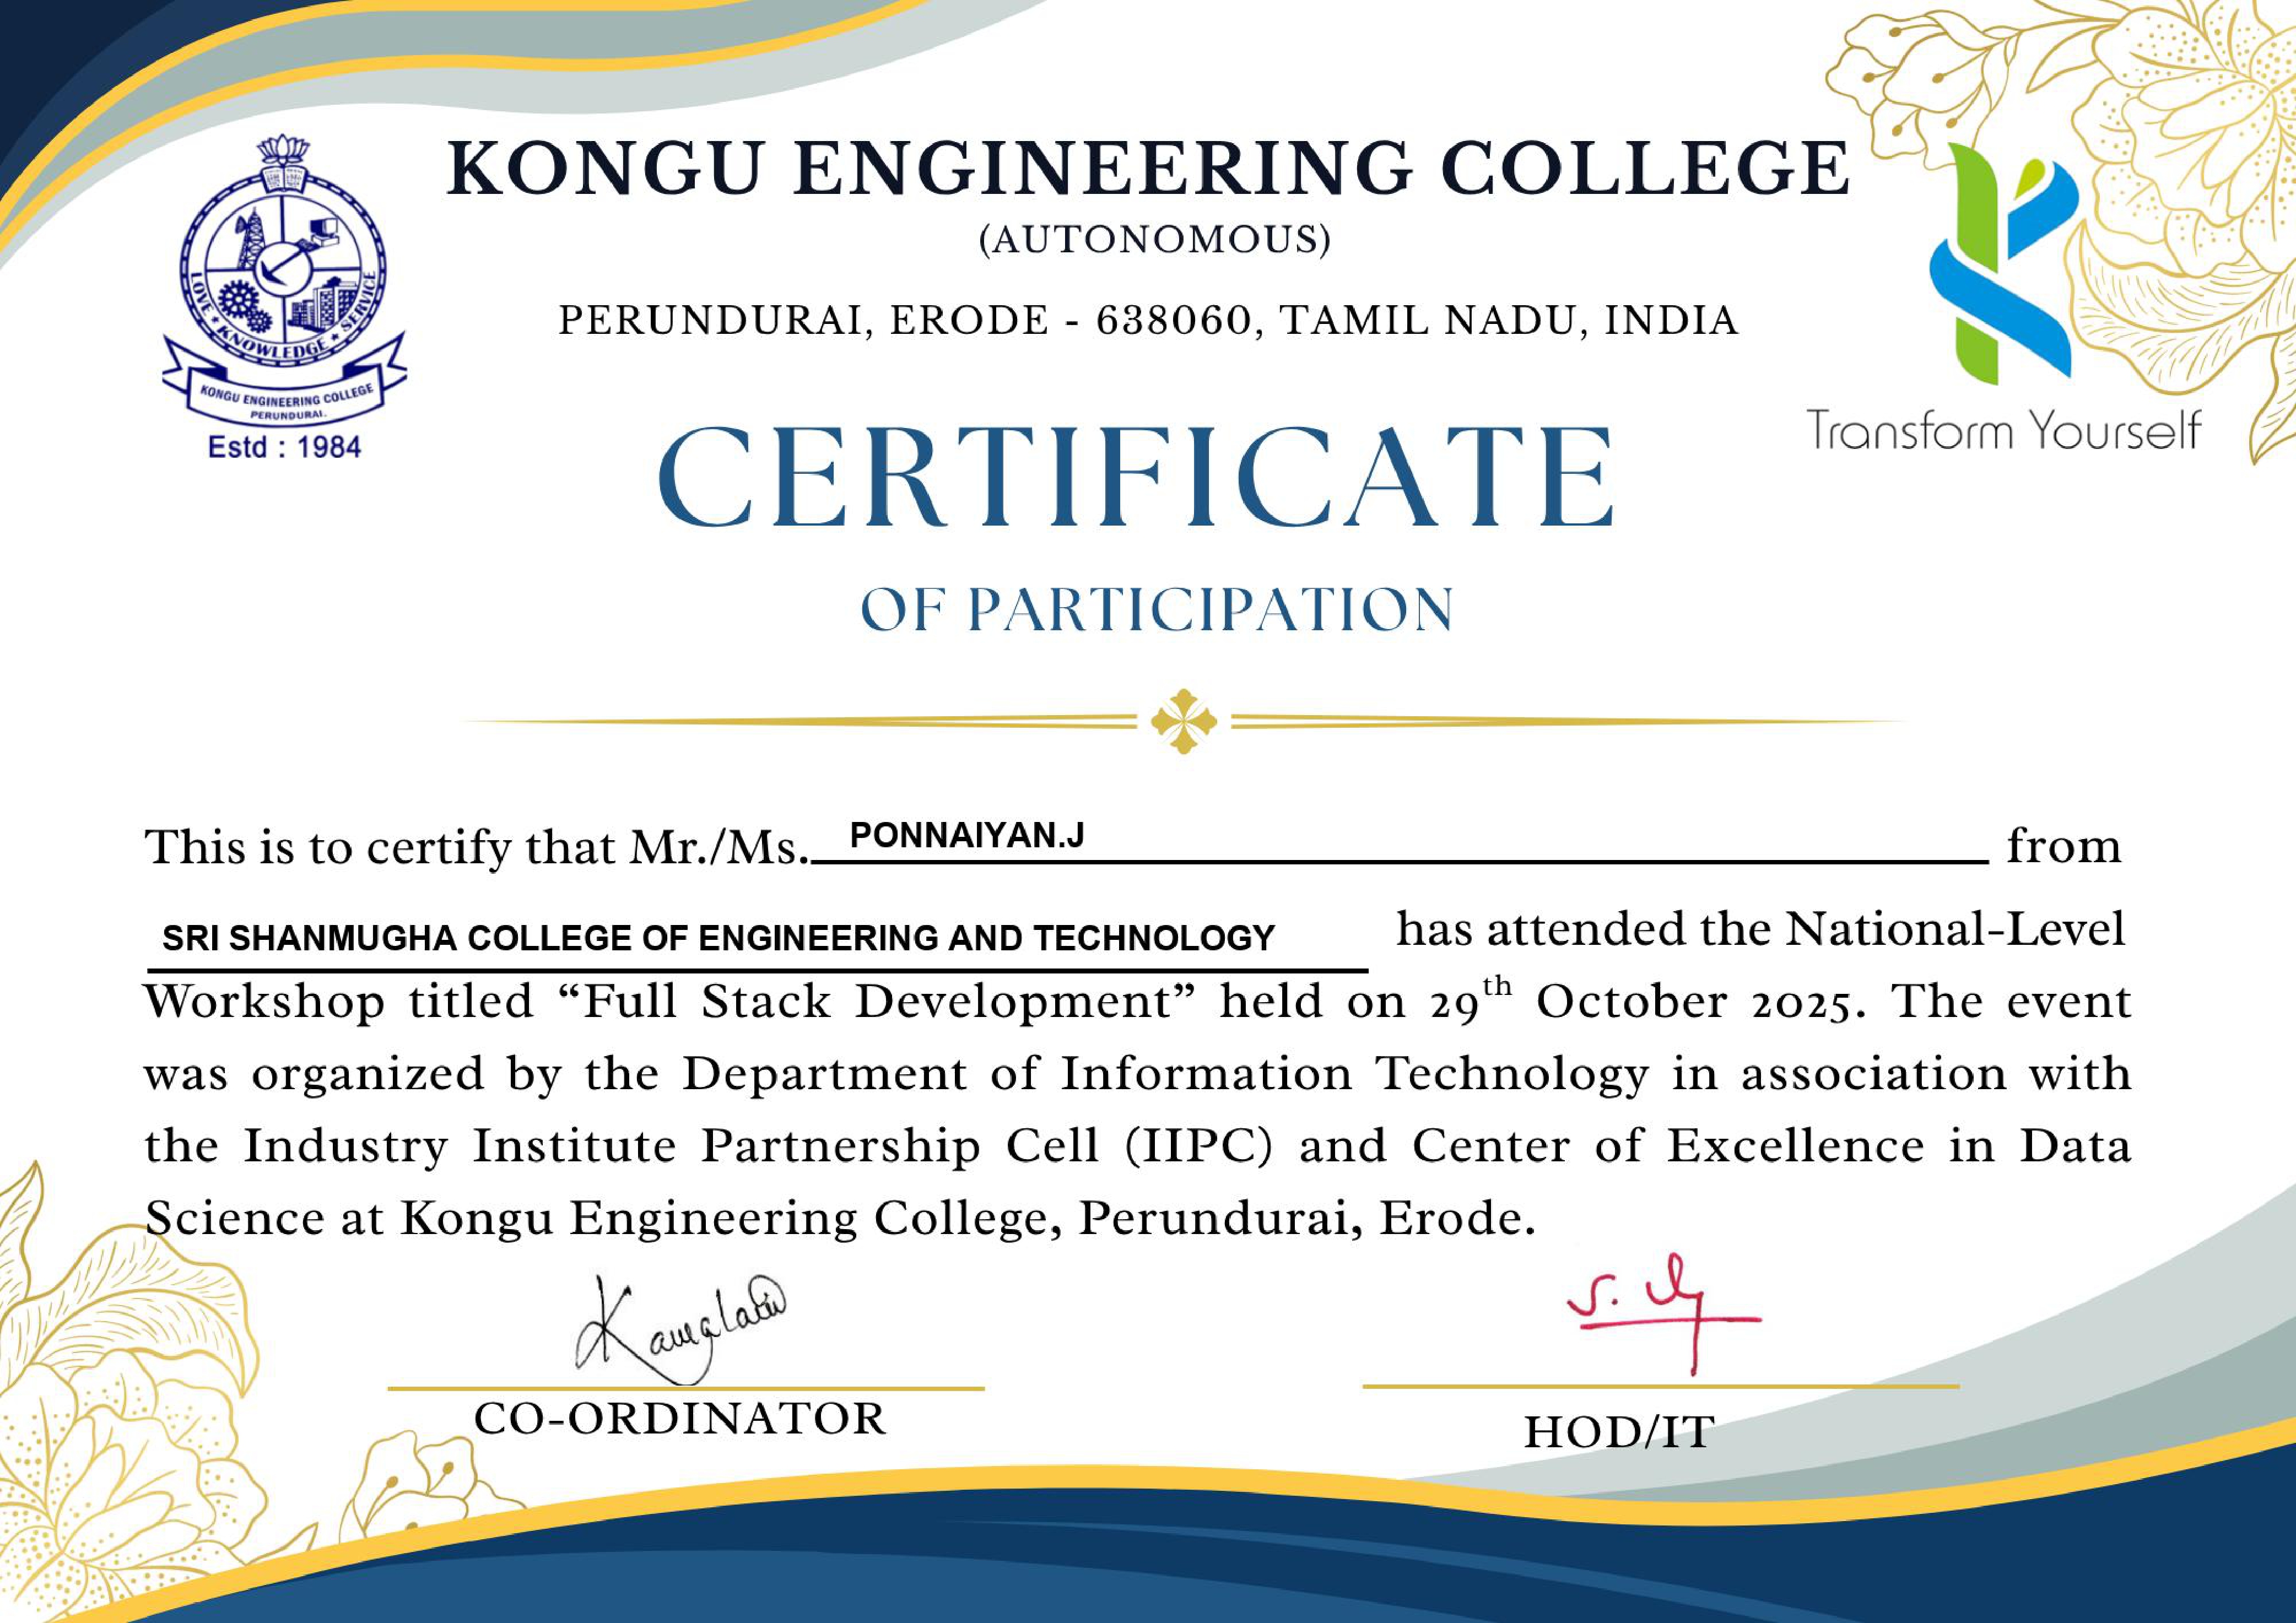 KONGU ENGINEERING COLLEGE
(AUTONOMOUS)
PERUNDURAI, ERODE - 638060, TAMIL NADU, INDIA
LOVE * KNOWLEDGE * SERVICE
KONGU ENGINEERING COLLEGE
PERUNDURAI.
Estd : 1984
Transform Yourself
CERTIFICATE
OF PARTICIPATION
This is to certify that Mr./Ms. PONNAIYAN.J from
SRI SHANMUGHA COLLEGE OF ENGINEERING AND TECHNOLOGY has attended the National-Level
Workshop titled “Full Stack Development” held on 29th October 2025. The event
was organized by the Department of Information Technology in association with
the Industry Institute Partnership Cell (IIPC) and Center of Excellence in Data
Science at Kongu Engineering College, Perundurai, Erode.
CO-ORDINATOR
HOD/IT